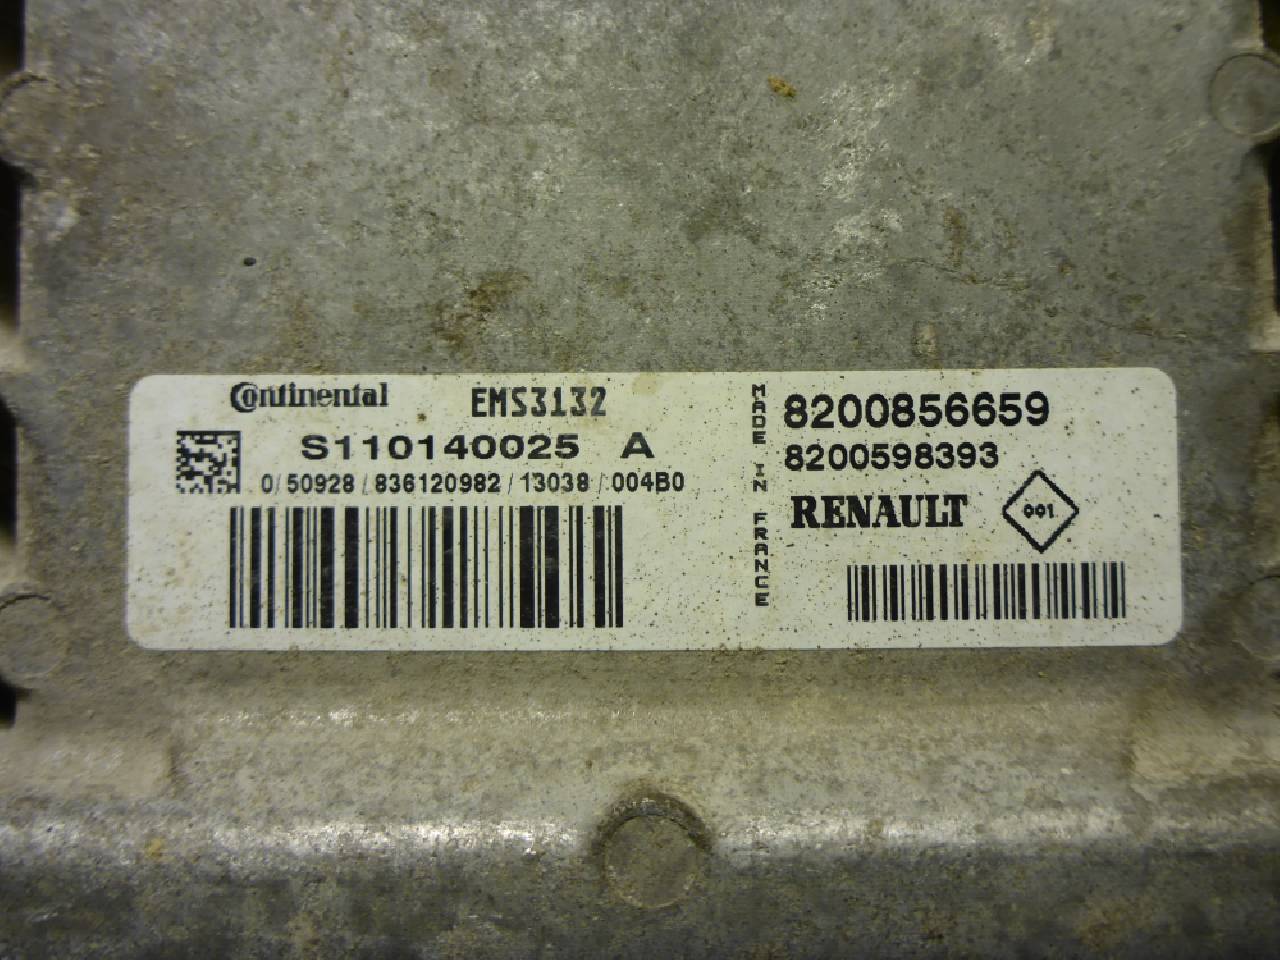 Continental EMS3132
S110140025 A
0/50928/836120982/13038/004B0
MADE IN FRANCE
8200856659
8200598393
RENAULT 001